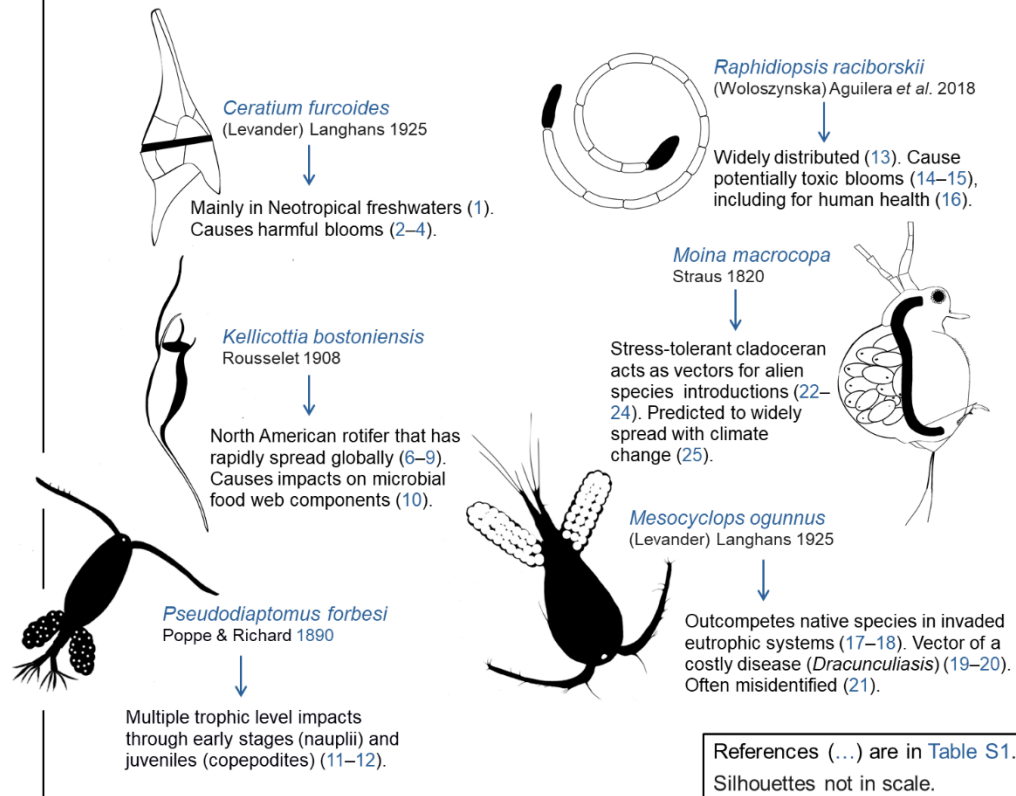 Ceratium furcoides
(Levander) Langhans 1925
Mainly in Neotropical freshwaters (1).
Causes harmful blooms (2–4).
Kellicottia bostoniensis
Rousselet 1908
North American rotifer that has
rapidly spread globally (6–9).
Causes impacts on microbial
food web components (10).
Pseudodiaptomus forbesi
Poppe & Richard 1890
Multiple trophic level impacts
through early stages (nauplii) and
juveniles (copepodites) (11–12).
Raphidiopsis raciborskii
(Woloszynska) Aguilera et al. 2018
Widely distributed (13). Cause
potentially toxic blooms (14–15),
including for human health (16).
Moina macrocopa
Straus 1820
Stress-tolerant cladoceran
acts as vectors for alien
species introductions (22–
24). Predicted to widely
spread with climate
change (25).
Mesocyclops ogunnus
(Levander) Langhans 1925
Outcompetes native species in invaded
eutrophic systems (17–18). Vector of a
costly disease (Dracunculiasis) (19–20).
Often misidentified (21).
References (...) are in Table S1.
Silhouettes not in scale.